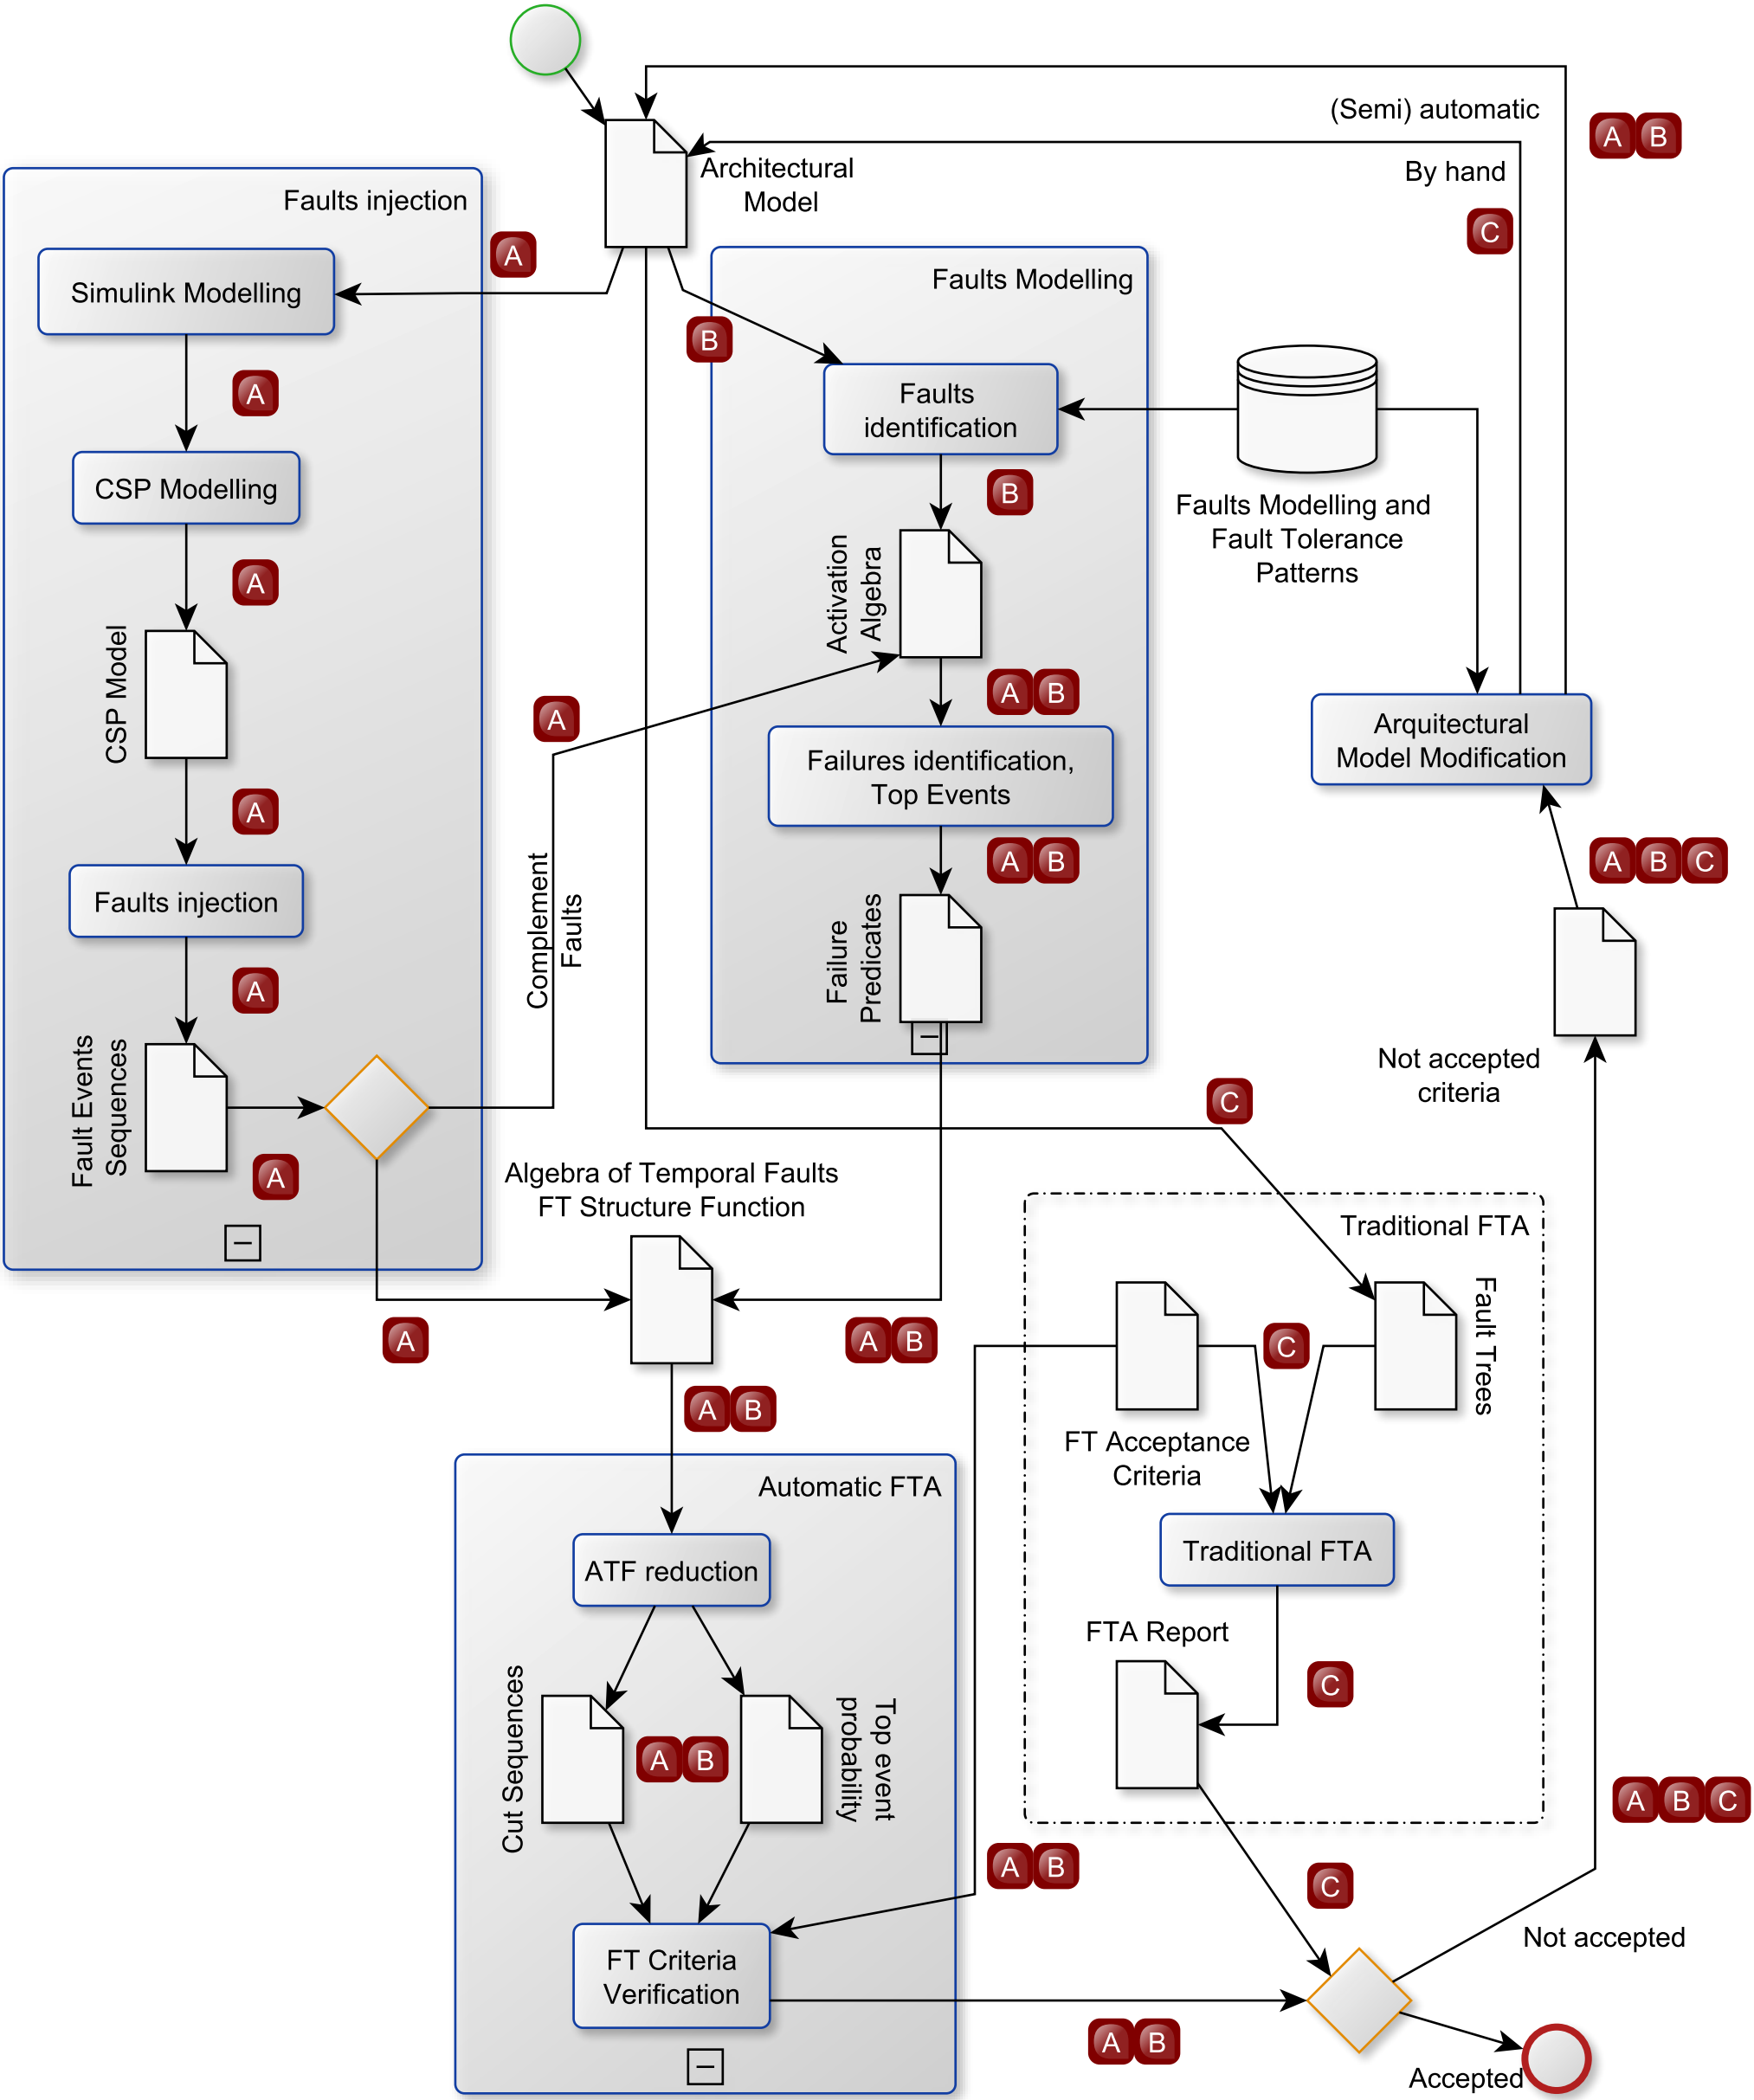 (Semi) automatic
A B
By hand
C
Architectural
Model
Faults injection
A
Simulink Modelling
A
CSP Modelling
A
CSP Model
A
Faults injection
A
Fault Events
Sequences
A
A
Complement
Faults
A
Faults Modelling
B
Faults
identification
B
Activation
Algebra
A B
Failures identification,
Top Events
A B
Failure
Predicates
Faults Modelling and
Fault Tolerance
Patterns
Arquitectural
Model Modification
A B C
Not accepted
criteria
C
Algebra of Temporal Faults
FT Structure Function
A B
A B
Traditional FTA
Fault Trees
C
FT Acceptance
Criteria
Traditional FTA
FTA Report
C
C
Automatic FTA
ATF reduction
Cut Sequences
A B
Top event
probability
A B
FT Criteria
Verification
A B
A B C
Not accepted
Accepted